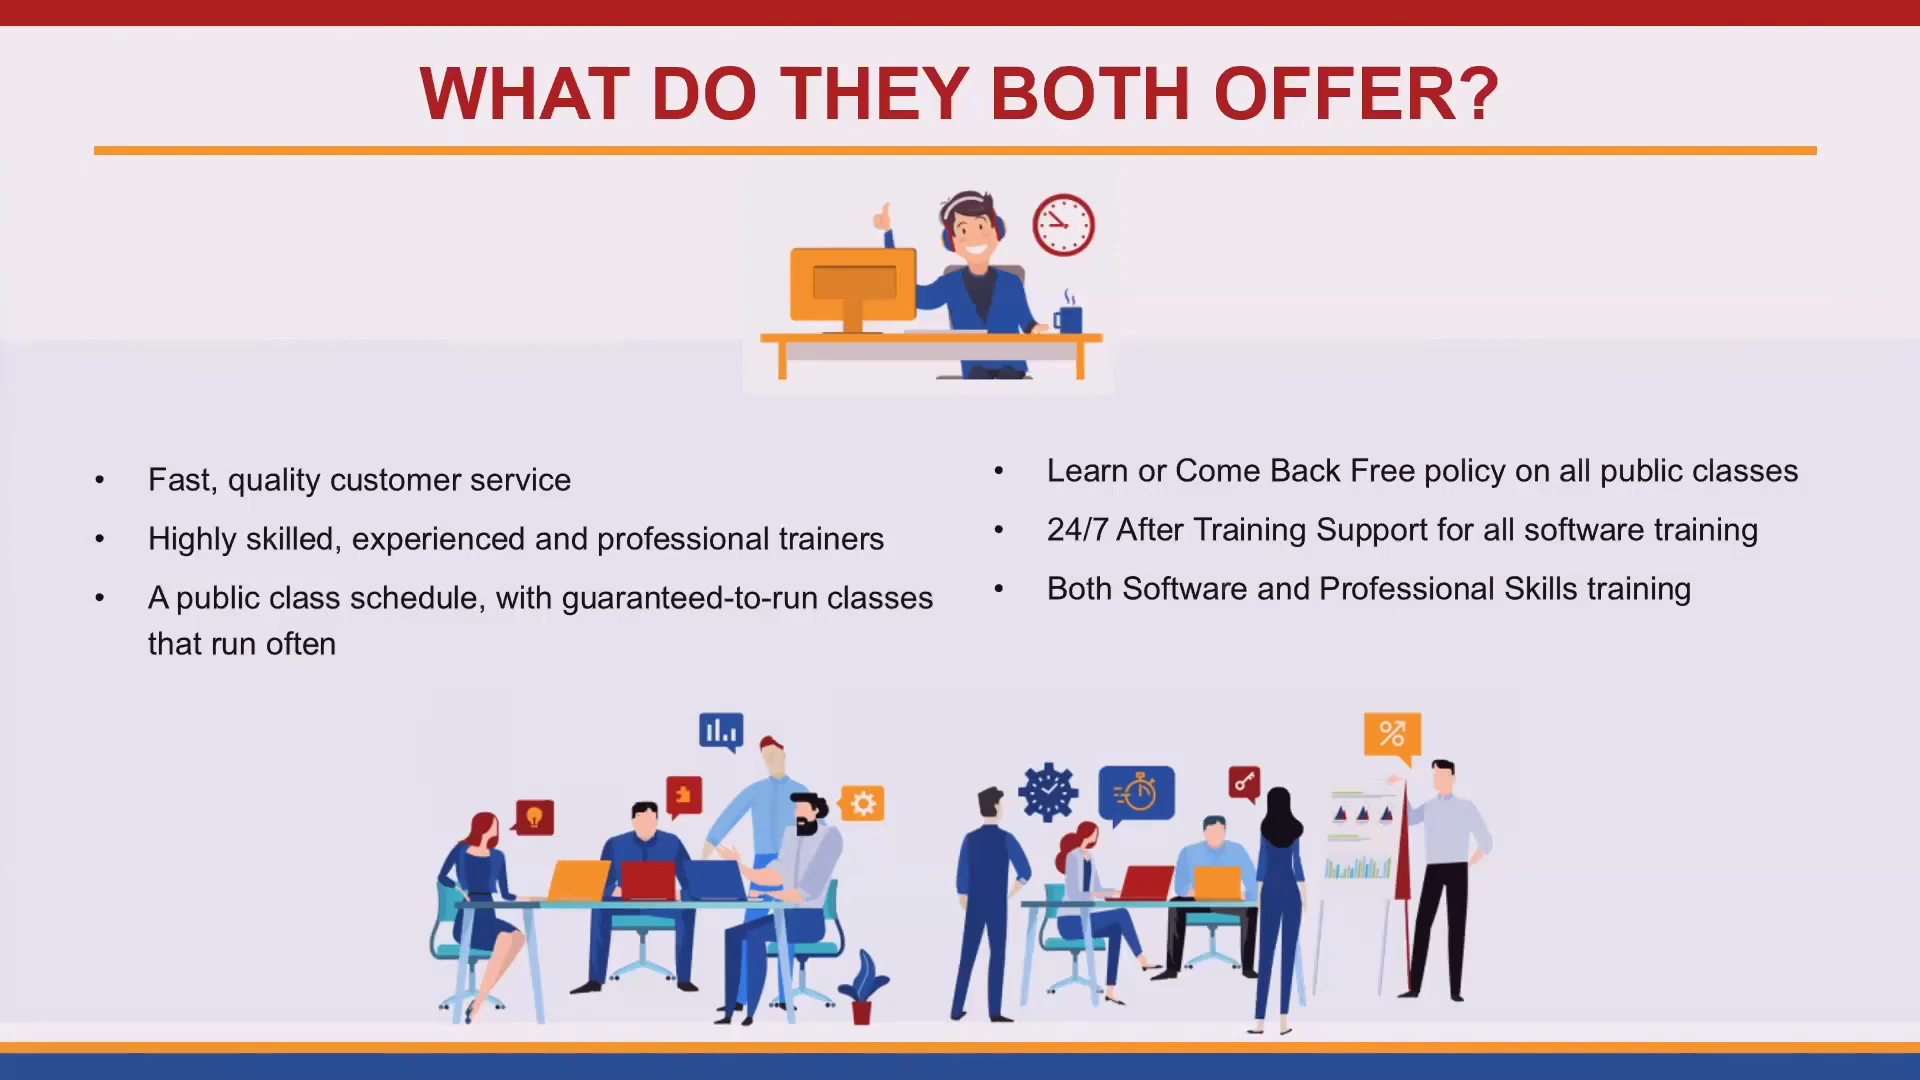 WHAT DO THEY BOTH OFFER?
• Fast, quality customer service
• Highly skilled, experienced and professional trainers
• A public class schedule, with guaranteed-to-run classes
that run often
• Learn or Come Back Free policy on all public classes
• 24/7 After Training Support for all software training
• Both Software and Professional Skills training
%